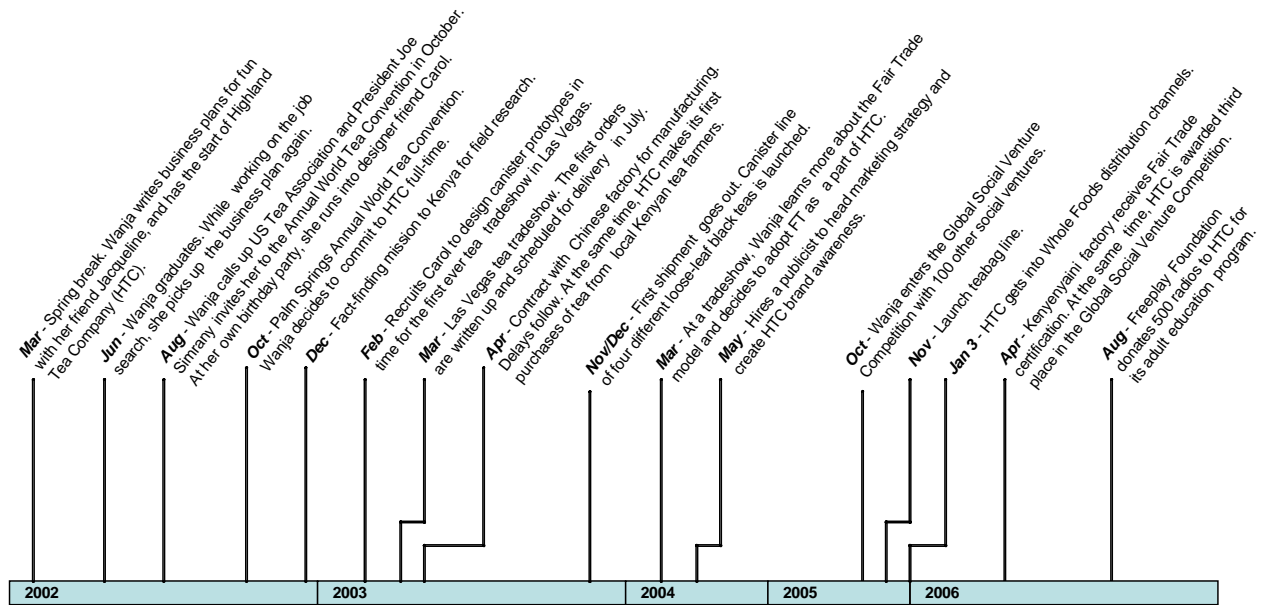 Mar - Spring break. Wanja writes business plans for fun
with her friend Jacqueline, and has the start of Highland
Tea Company (HTC).
Jun - Wanja graduates. While working on the job
search, she picks up the business plan again.
Aug - Wanja calls up US Tea Association and President Joe
Simrany invites her to the Annual World Tea Convention in October.
At her own birthday party, she runs into designer friend Carol.
Oct - Palm Springs Annual World Tea Convention.
Wanja decides to commit to HTC full-time.
Dec - Fact-finding mission to Kenya for field research.
Feb - Recruits Carol to design canister prototypes in
time for the first ever tea tradeshow in Las Vegas.
Mar - Las Vegas tea tradeshow. The first orders
are written up and scheduled for delivery in July.
Apr - Contract with Chinese factory for manufacturing.
Delays follow. At the same time, HTC makes its first
purchases of tea from local Kenyan tea farmers.
Nov/Dec - First shipment goes out. Canister line
of four different loose-leaf black teas is launched.
Mar - At a tradeshow, Wanja learns more about the Fair Trade
model and decides to adopt FT as a part of HTC.
May - Hires a publicist to head marketing strategy and
create HTC brand awareness.
Oct - Wanja enters the Global Social Venture
Competition with 100 other social ventures.
Nov - Launch teabag line.
Jan 3 - HTC gets into Whole Foods distribution channels.
Apr - Kenyenyaini factory receives Fair Trade
certification. At the same time, HTC is awarded third
place in the Global Social Venture Competition.
Aug - Freeplay Foundation
donates 500 radios to HTC for
its adult education program.
2002
2003
2004
2005
2006